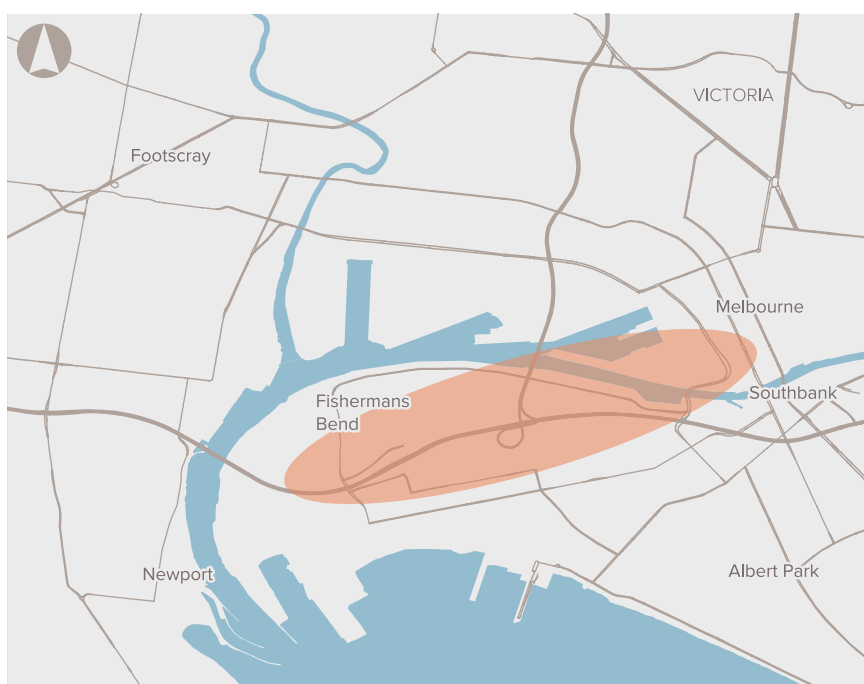 VICTORIA
Footscray
Melbourne
Southbank
Fishermans
Bend
Newport
Albert Park